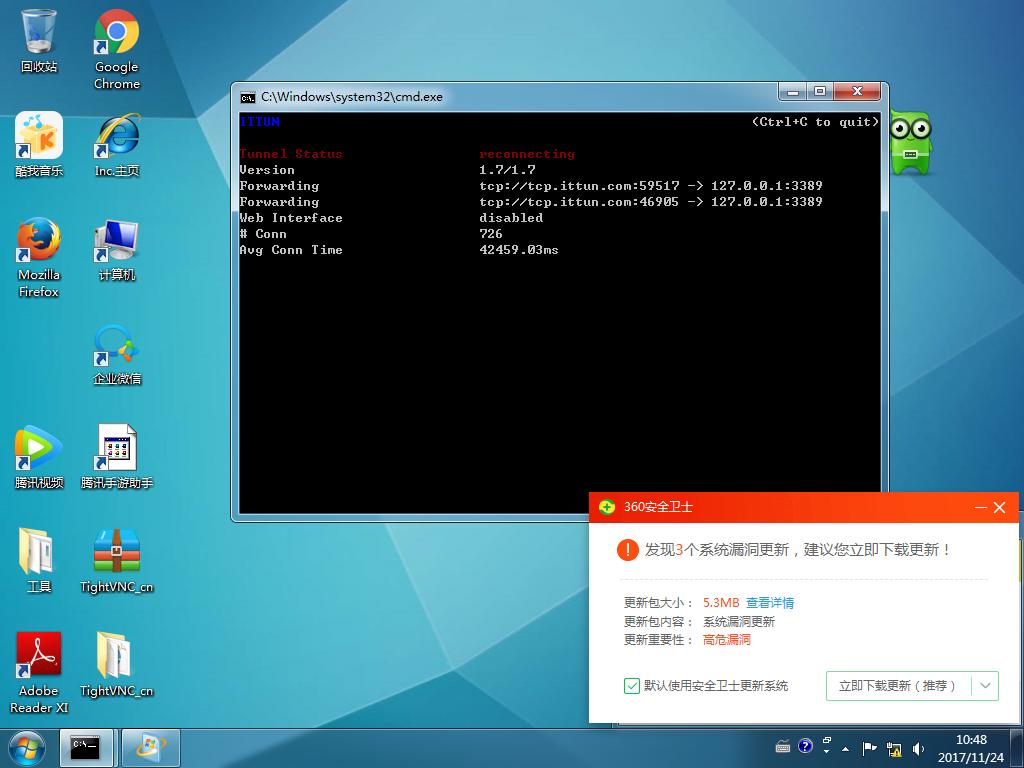 回收站
Google
Chrome
酷我音乐
Inc.主页
Mozilla
Firefox
计算机
企业微信
腾讯视频
腾讯手游助手
工具
TightVNC_cn
Adobe
Reader XI
TightVNC_cn
C:\Windows\system32\cmd.exe
ITTUN (Ctrl+C to quit)
Tunnel Status reconnecting
Version 1.7/1.7
Forwarding tcp://tcp.ittun.com:59517 -> 127.0.0.1:3389
Forwarding tcp://tcp.ittun.com:46905 -> 127.0.0.1:3389
Web Interface disabled
# Conn 726
Avg Conn Time 42459.03ms
360安全卫士
发现3个系统漏洞更新，建议您立即下载更新！
更新包大小： 5.3MB 查看详情
更新包内容： 系统漏洞更新
更新重要性： 高危漏洞
默认使用安全卫士更新系统
立即下载更新（推荐）
10:48
2017/11/24